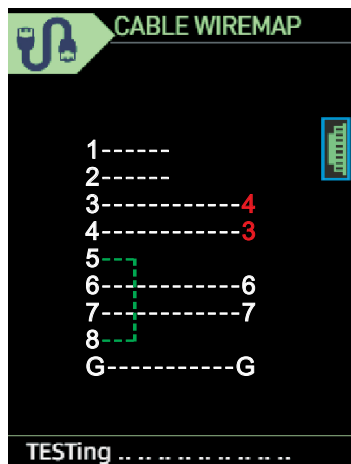 CABLE WIREMAP
1------
2------
3------------4
4------------3
5---
6------------6
7------------7
8---
G-----------G
TESTing .. .. .. .. .. .. .. .. ..